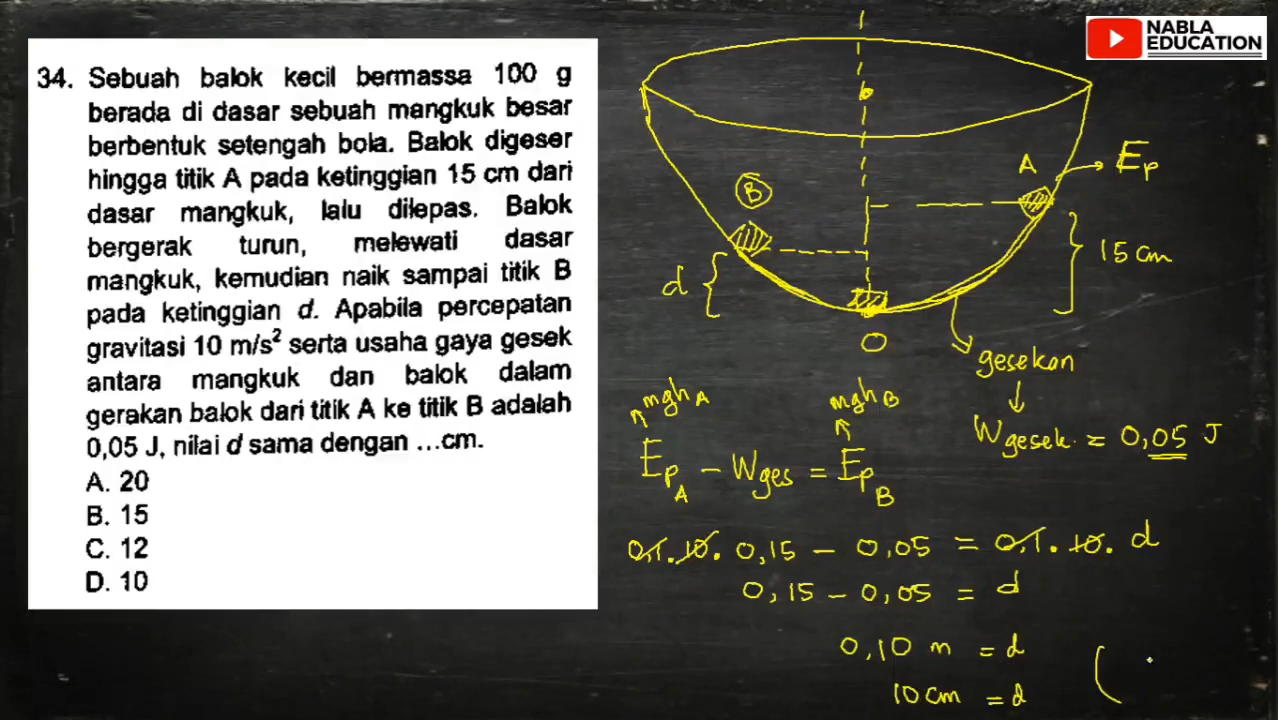 NABLA
EDUCATION
34. Sebuah balok kecil bermassa 100 g
berada di dasar sebuah mangkuk besar
berbentuk setengah bola. Balok digeser
hingga titik A pada ketinggian 15 cm dari
dasar mangkuk, lalu dilepas. Balok
bergerak turun, melewati dasar
mangkuk, kemudian naik sampai titik B
pada ketinggian d. Apabila percepatan
gravitasi 10 m/s² serta usaha gaya gesek
antara mangkuk dan balok dalam
gerakan balok dari titik A ke titik B adalah
0,05 J, nilai d sama dengan ...cm.
A. 20
B. 15
C. 12
D. 10
A → Ep
B
15 cm
d
O
gesekan
↓
Wgesek = 0,05 J
mghA mghB
EpA - Wges = EpB
0,1.10. 0,15 - 0,05 = 0,1.10. d
0,15 - 0,05 = d
0,10 m = d
10 cm = d (